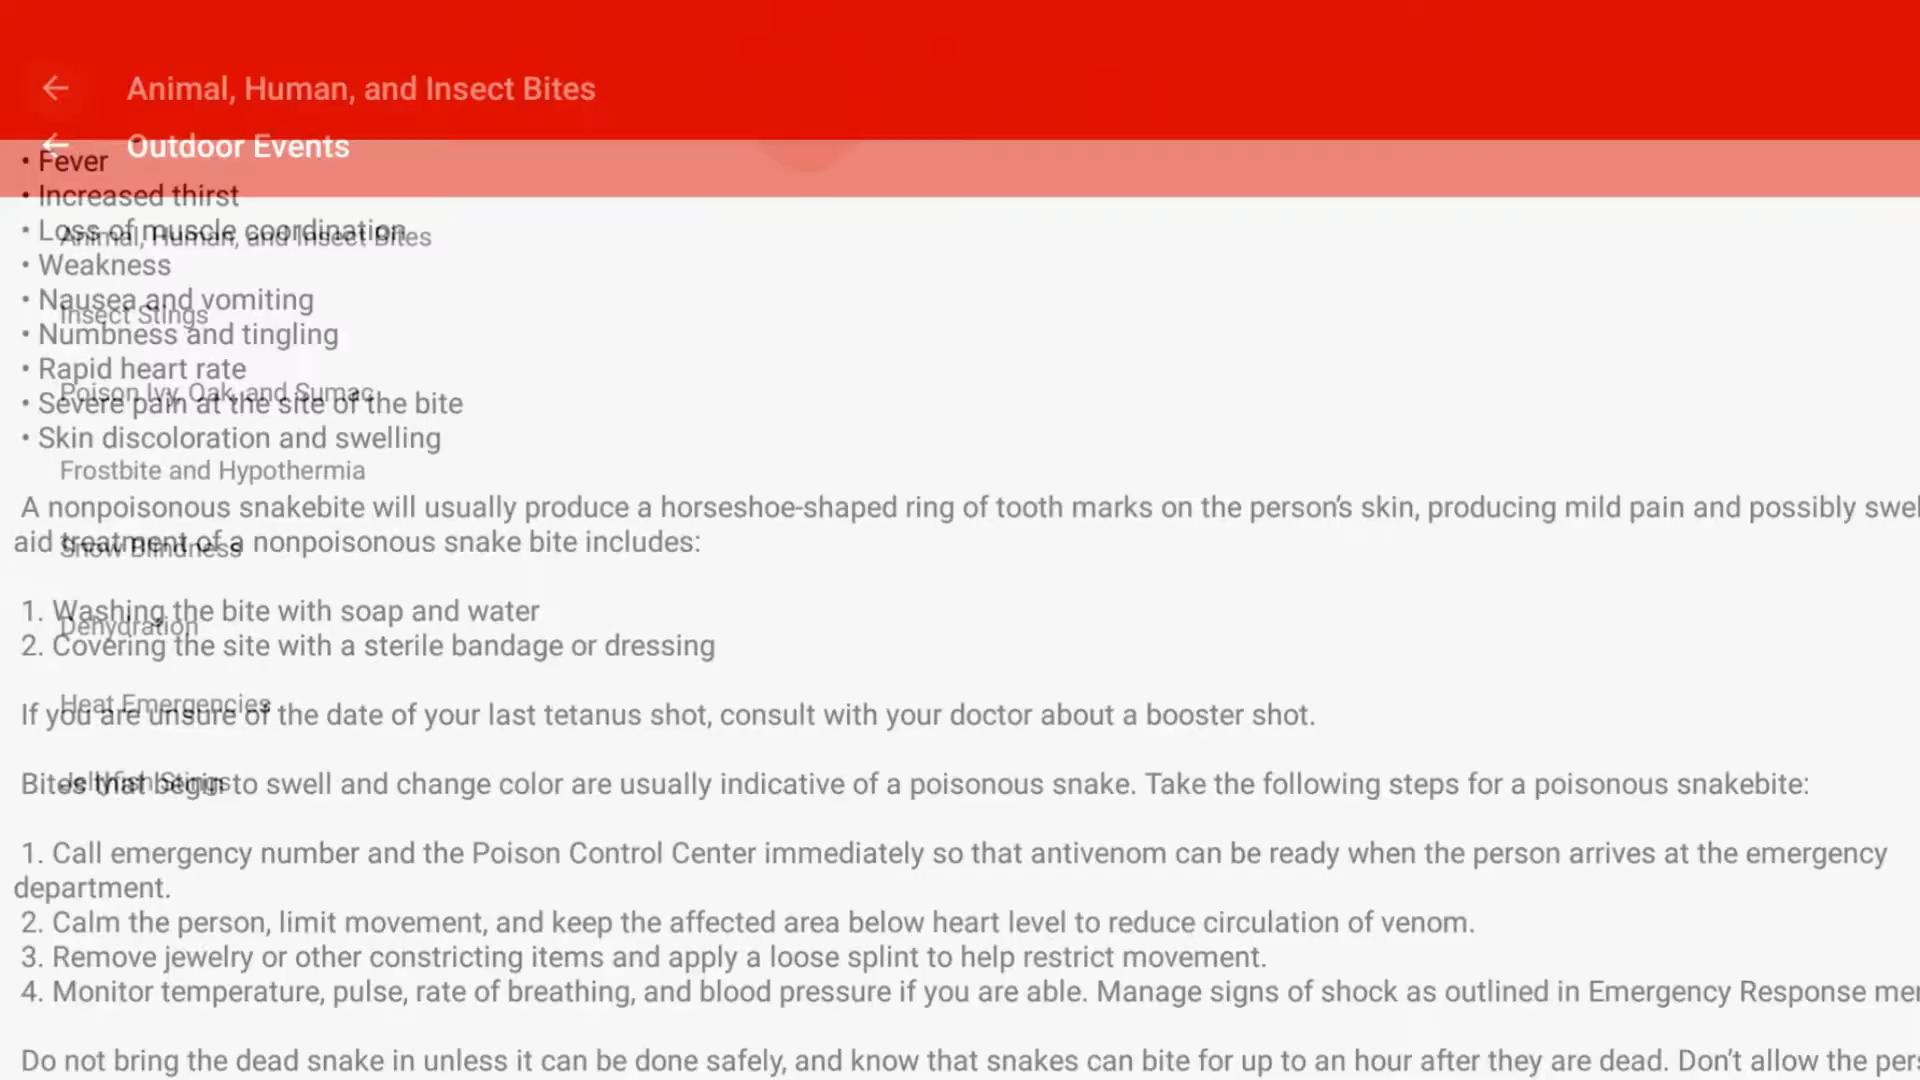 Animal, Human, and Insect Bites
Outdoor Events
• Fever
• Increased thirst
• Loss of muscle coordination
Animal, Human, and Insect Bites
• Weakness
• Nausea and vomiting
Insect Stings
• Numbness and tingling
• Rapid heart rate
Poison Ivy, Oak, and Sumac
• Severe pain at the site of the bite
• Skin discoloration and swelling
Frostbite and Hypothermia
A nonpoisonous snakebite will usually produce a horseshoe-shaped ring of tooth marks on the person's skin, producing mild pain and possibly
aid treatment of a nonpoisonous snake bite includes:
Snow Blindness
1. Washing the bite with soap and water
Dehydration
2. Covering the site with a sterile bandage or dressing
Heat Emergencies
If you are unsure of the date of your last tetanus shot, consult with your doctor about a booster shot.
Bites that begin to swell and change color are usually indicative of a poisonous snake. Take the following steps for a poisonous snakebite:
Jellyfish Stings
1. Call emergency number and the Poison Control Center immediately so that antivenom can be ready when the person arrives at the emergency
department.
2. Calm the person, limit movement, and keep the affected area below heart level to reduce circulation of venom.
3. Remove jewelry or other constricting items and apply a loose splint to help restrict movement.
4. Monitor temperature, pulse, rate of breathing, and blood pressure if you are able. Manage signs of shock as outlined in Emergency Response
Do not bring the dead snake in unless it can be done safely, and know that snakes can bite for up to an hour after they are dead. Don't allow the